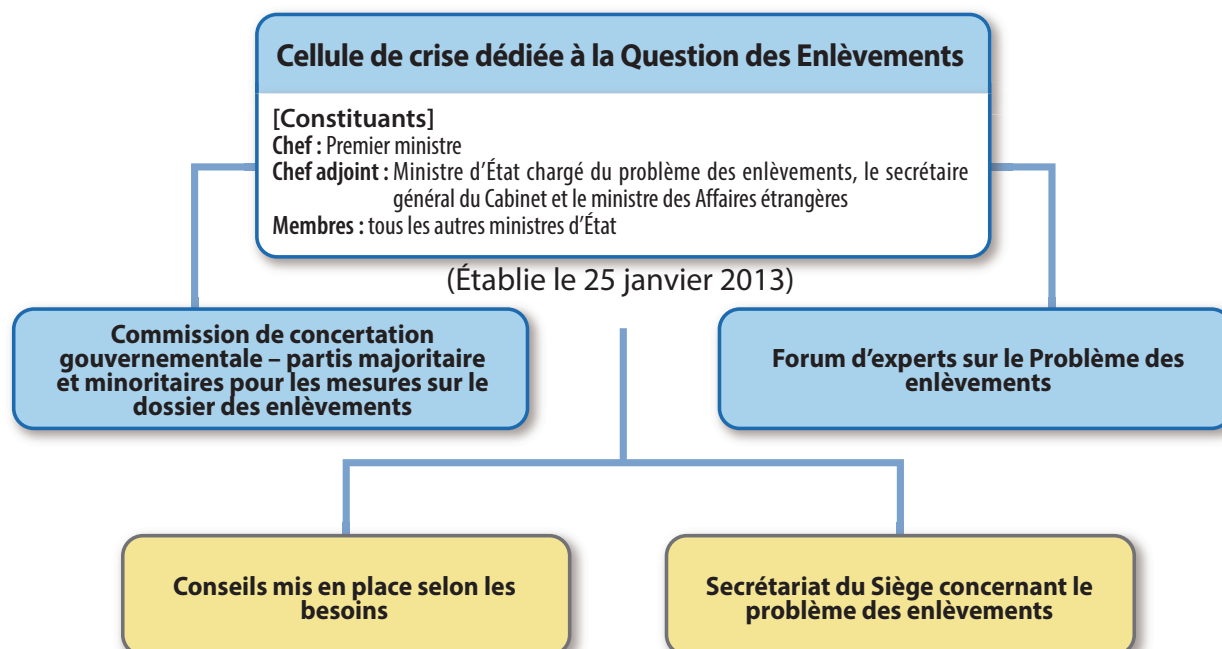 Cellule de crise dédiée à la Question des Enlèvements
[Constituants]
Chef : Premier ministre
Chef adjoint : Ministre d'État chargé du problème des enlèvements, le secrétaire
général du Cabinet et le ministre des Affaires étrangères
Membres : tous les autres ministres d'État
(Établie le 25 janvier 2013)
Commission de concertation
gouvernementale – partis majoritaire
et minoritaires pour les mesures sur le
dossier des enlèvements
Forum d'experts sur le Problème des
enlèvements
Conseils mis en place selon les
besoins
Secrétariat du Siège concernant le
problème des enlèvements